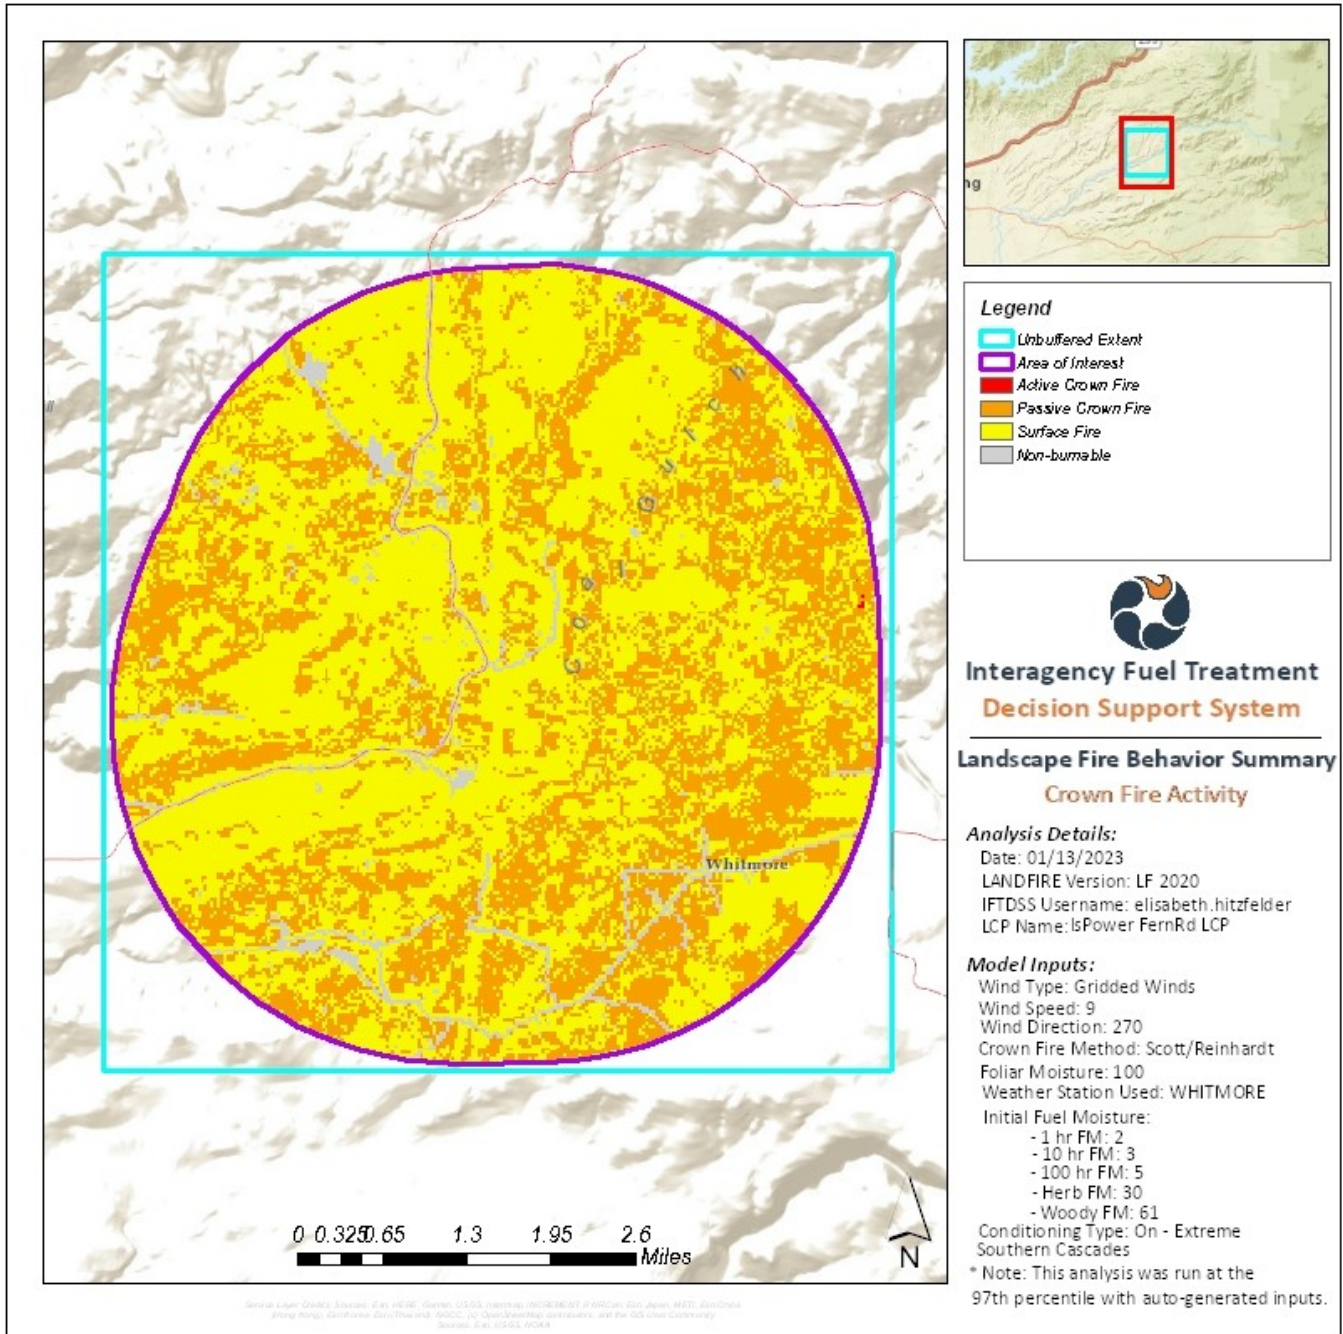 Goal Gulch
Whitmore
0 0.325 0.65 1.3 1.95 2.6
Miles
N
ng
Legend
Unbuffered Extent
Area of Interest
Active Crown Fire
Passive Crown Fire
Surface Fire
Non-burnable
Interagency Fuel Treatment
Decision Support System
Landscape Fire Behavior Summary
Crown Fire Activity
Analysis Details:
Date: 01/13/2023
LANDFIRE Version: LF 2020
IFTDSS Username: elisabeth.hitzfelder
LCP Name: IsPower FernRd LCP
Model Inputs:
Wind Type: Gridded Winds
Wind Speed: 9
Wind Direction: 270
Crown Fire Method: Scott/Reinhardt
Foliar Moisture: 100
Weather Station Used: WHITMORE
Initial Fuel Moisture:
- 1 hr FM: 2
- 10 hr FM: 3
- 100 hr FM: 5
- Herb FM: 30
- Woody FM: 61
Conditioning Type: On - Extreme
Southern Cascades
* Note: This analysis was run at the
97th percentile with auto-generated inputs.